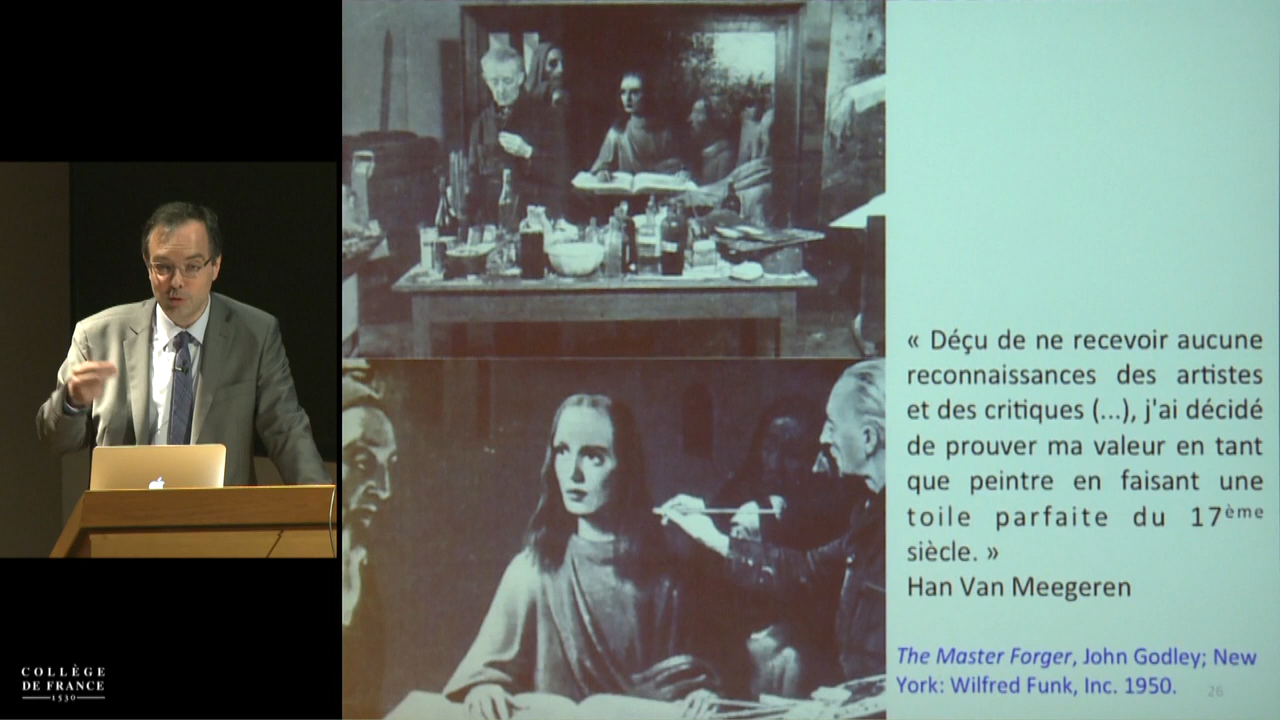 « Déçu de ne recevoir aucune
reconnaissances des artistes
et des critiques (...), j'ai décidé
de prouver ma valeur en tant
que peintre en faisant une
toile parfaite du 17ème
siècle. »
Han Van Meegeren
The Master Forger, John Godley; New
York: Wilfred Funk, Inc. 1950.
26
COLLÈGE
DE FRANCE
1530